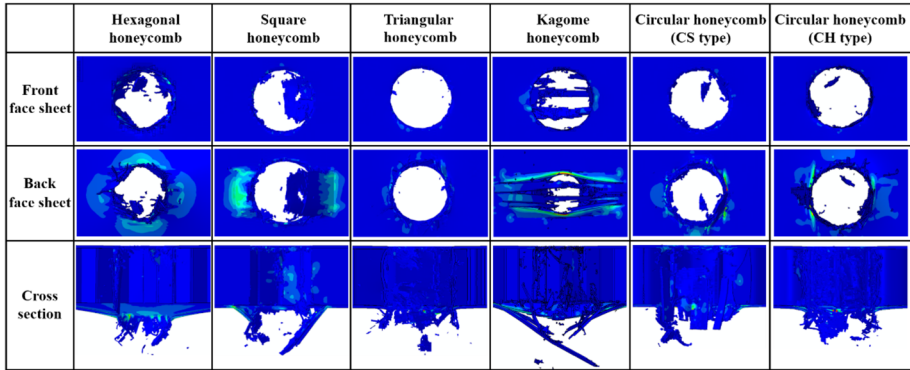 Hexagonal
honeycomb
Square
honeycomb
Triangular
honeycomb
Kagome
honeycomb
Circular honeycomb
(CS type)
Circular honeycomb
(CH type)
Front
face sheet
Back
face sheet
Cross
section